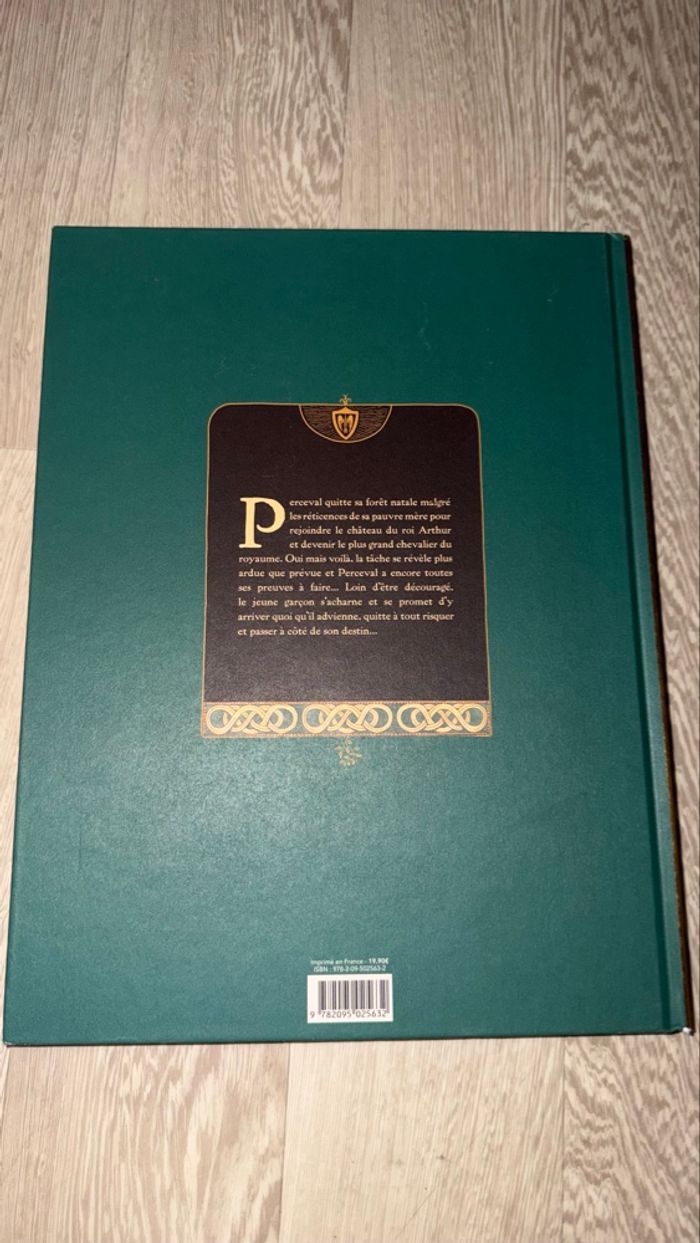 Perceval quitte sa forêt natale malgré
les réticences de sa pauvre mère pour
rejoindre le château du roi Arthur
et devenir le plus grand chevalier du
royaume. Oui mais voilà, la tâche se révèle plus
ardue que prévue et Perceval a encore toutes
ses preuves à faire... Loin d'être découragé,
le jeune garçon s'acharne et se promet d'y
arriver quoi qu'il advienne, quitte à tout risquer
et passer à côté de son destin...
Imprimé en France - 19,90€
ISBN : 978-2-09-502563-2
9 782095 025632